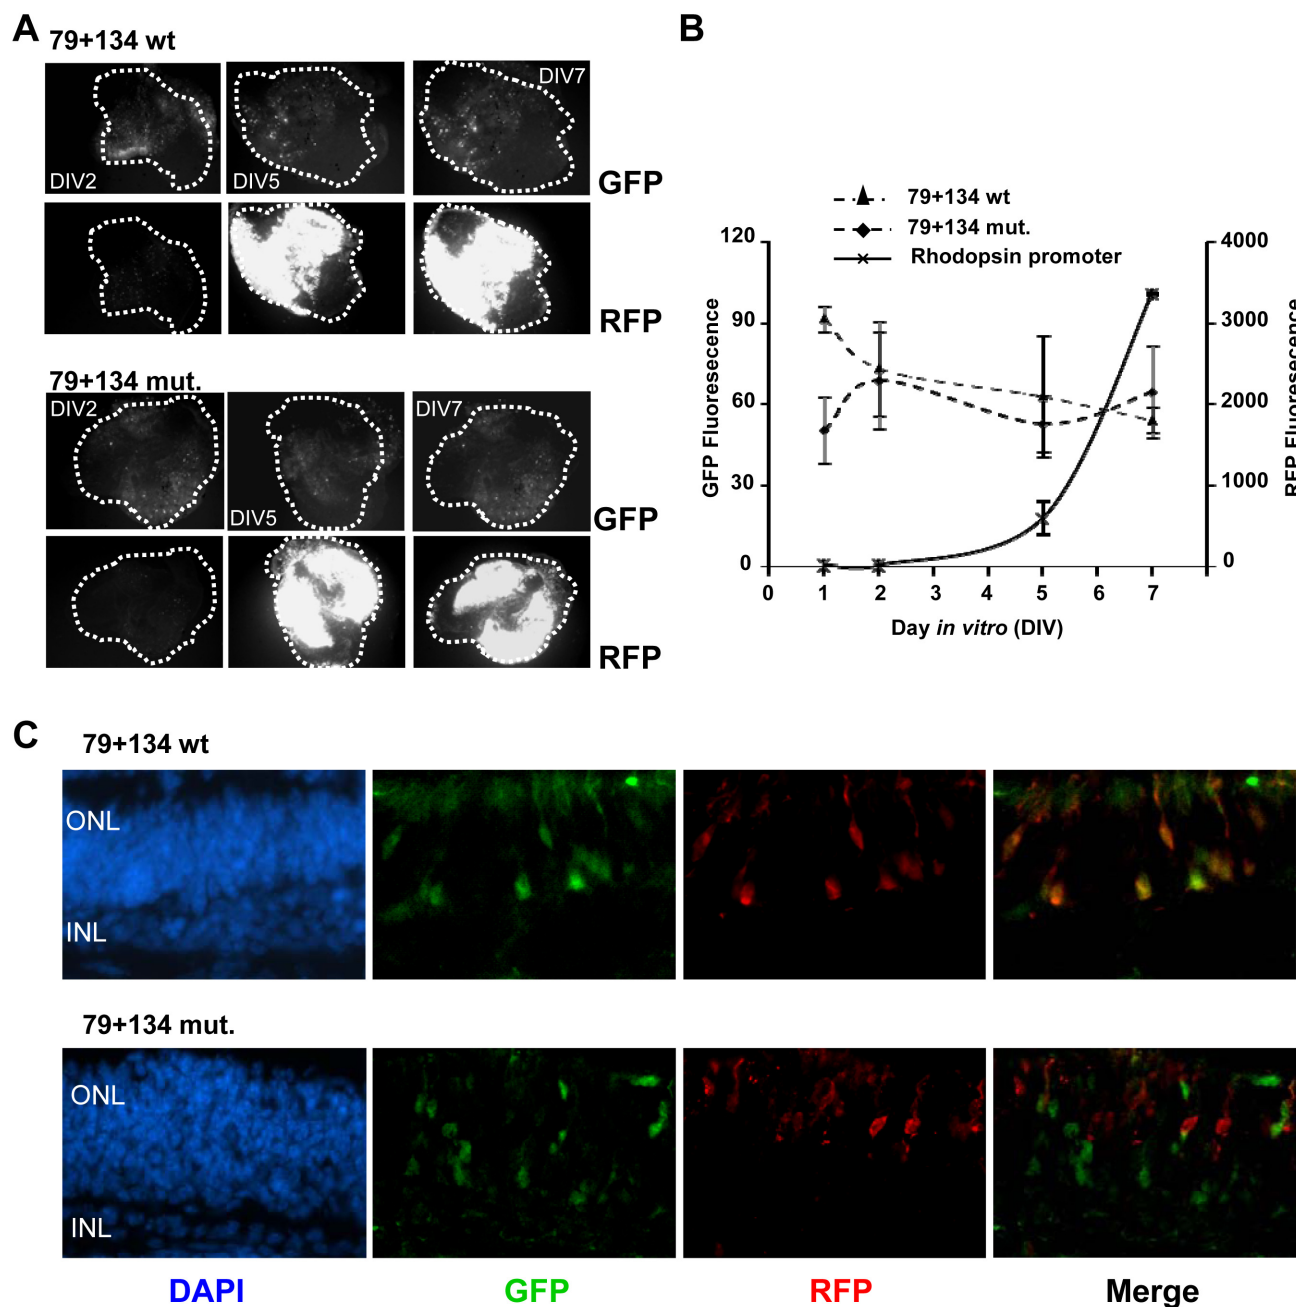 A
79+134 wt
DIV2
DIV5
DIV7
GFP
RFP
79+134 mut.
DIV2
DIV5
DIV7
GFP
RFP
B
79+134 wt
79+134 mut.
Rhodopsin promoter
120
90
60
30
0
GFP Fluoresecence
4000
3000
2000
1000
0
RFP Fluoresecence
0 1 2 3 4 5 6 7
Day in vitro (DIV)
C
79+134 wt
ONL
INL
79+134 mut.
ONL
INL
DAPI GFP RFP Merge